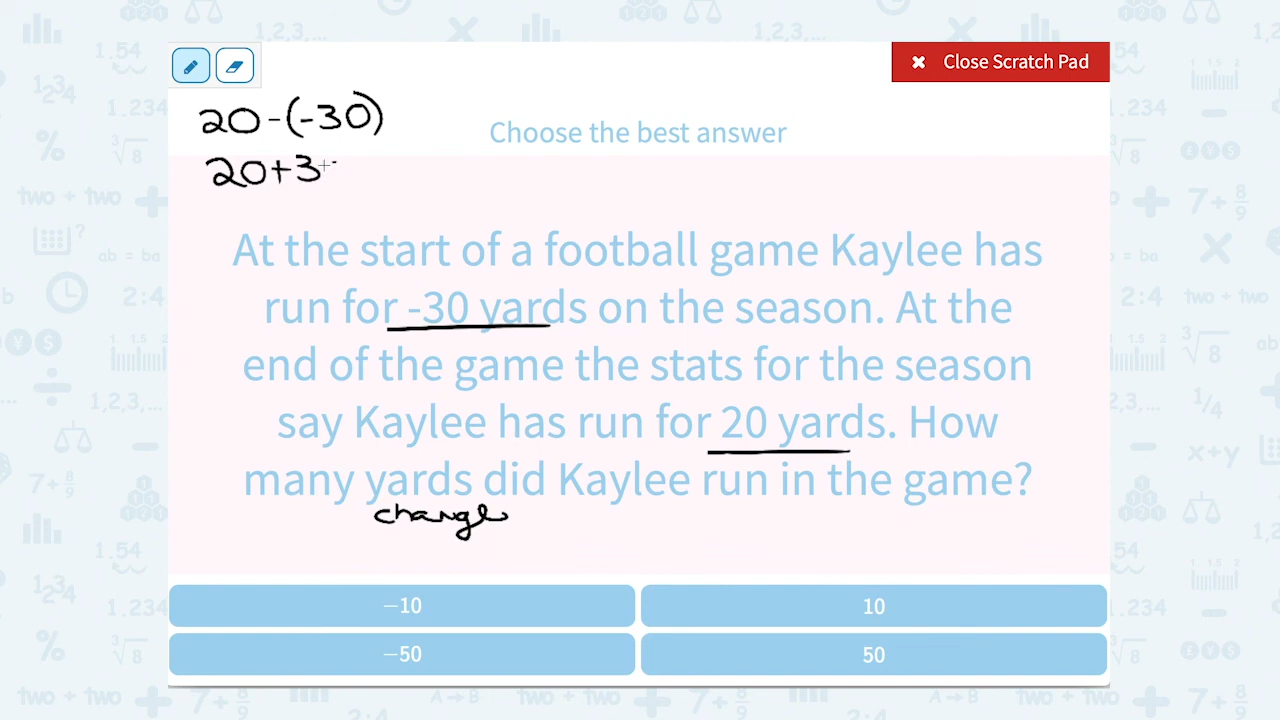 Close Scratch Pad
20-(-30)
Choose the best answer
20+3
At the start of a football game Kaylee has
run for -30 yards on the season. At the
end of the game the stats for the season
say Kaylee has run for 20 yards. How
many yards did Kaylee run in the game?
change
−10
10
−50
50